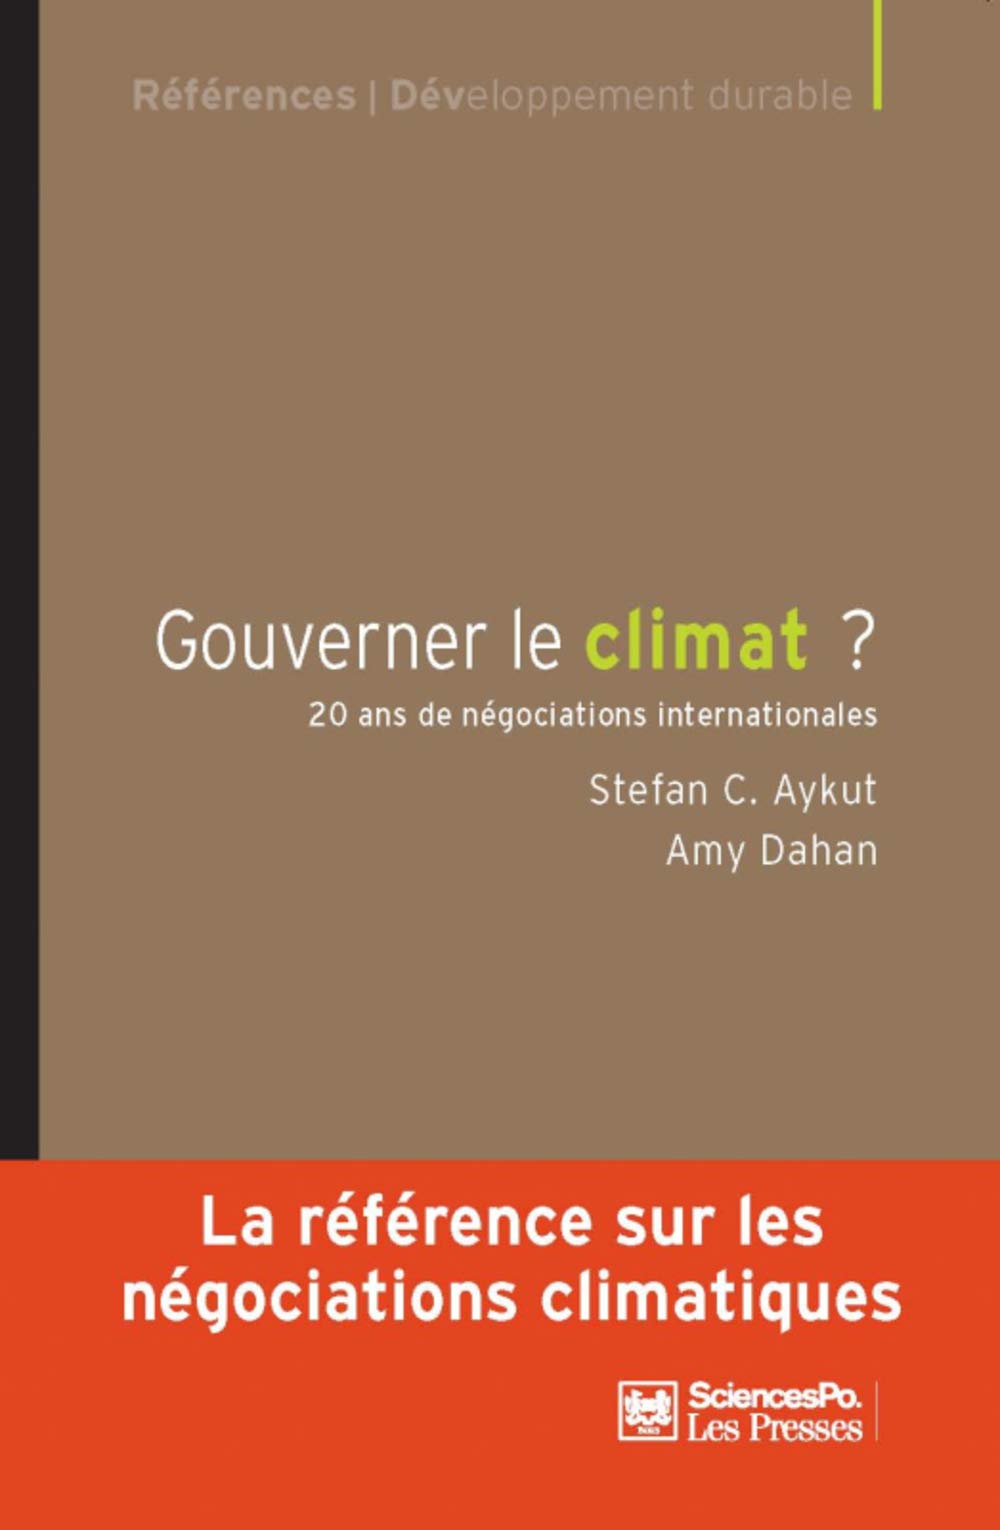 Références | Développement durable
Gouverner le climat ?
20 ans de négociations internationales
Stefan C. Aykut
Amy Dahan
La référence sur les
négociations climatiques
SciencesPo.
Les Presses